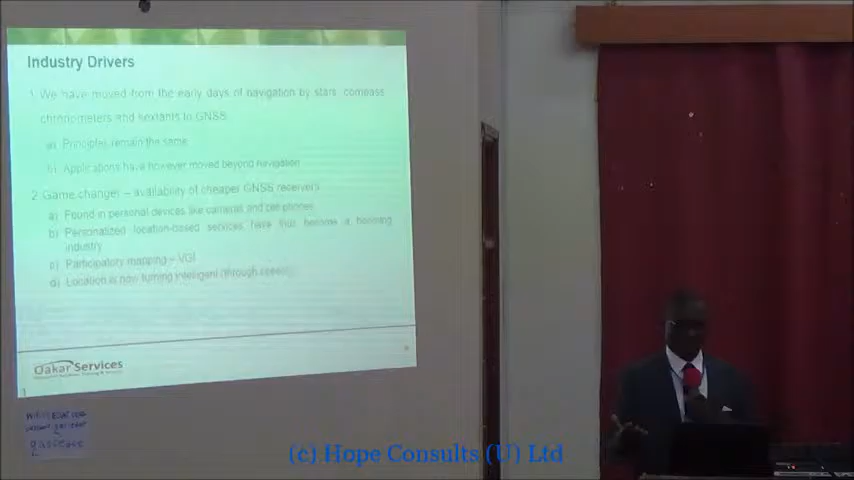 Industry Drivers
1 We have moved from the early days of navigation by stars, compass
chronometers and sextants to GNSS
a) Principles remain the same
b) Applications have however moved beyond navigation
2 Game changer – availability of cheaper GNSS receivers
a) Found in personal devices like cameras and cell phones
b) Personalized location-based services have thus become a booming
industry
c) Participatory mapping – VGI
d) Location is now turning intelligent (through
Oakar Services
(c) Hope Consults (U) Ltd